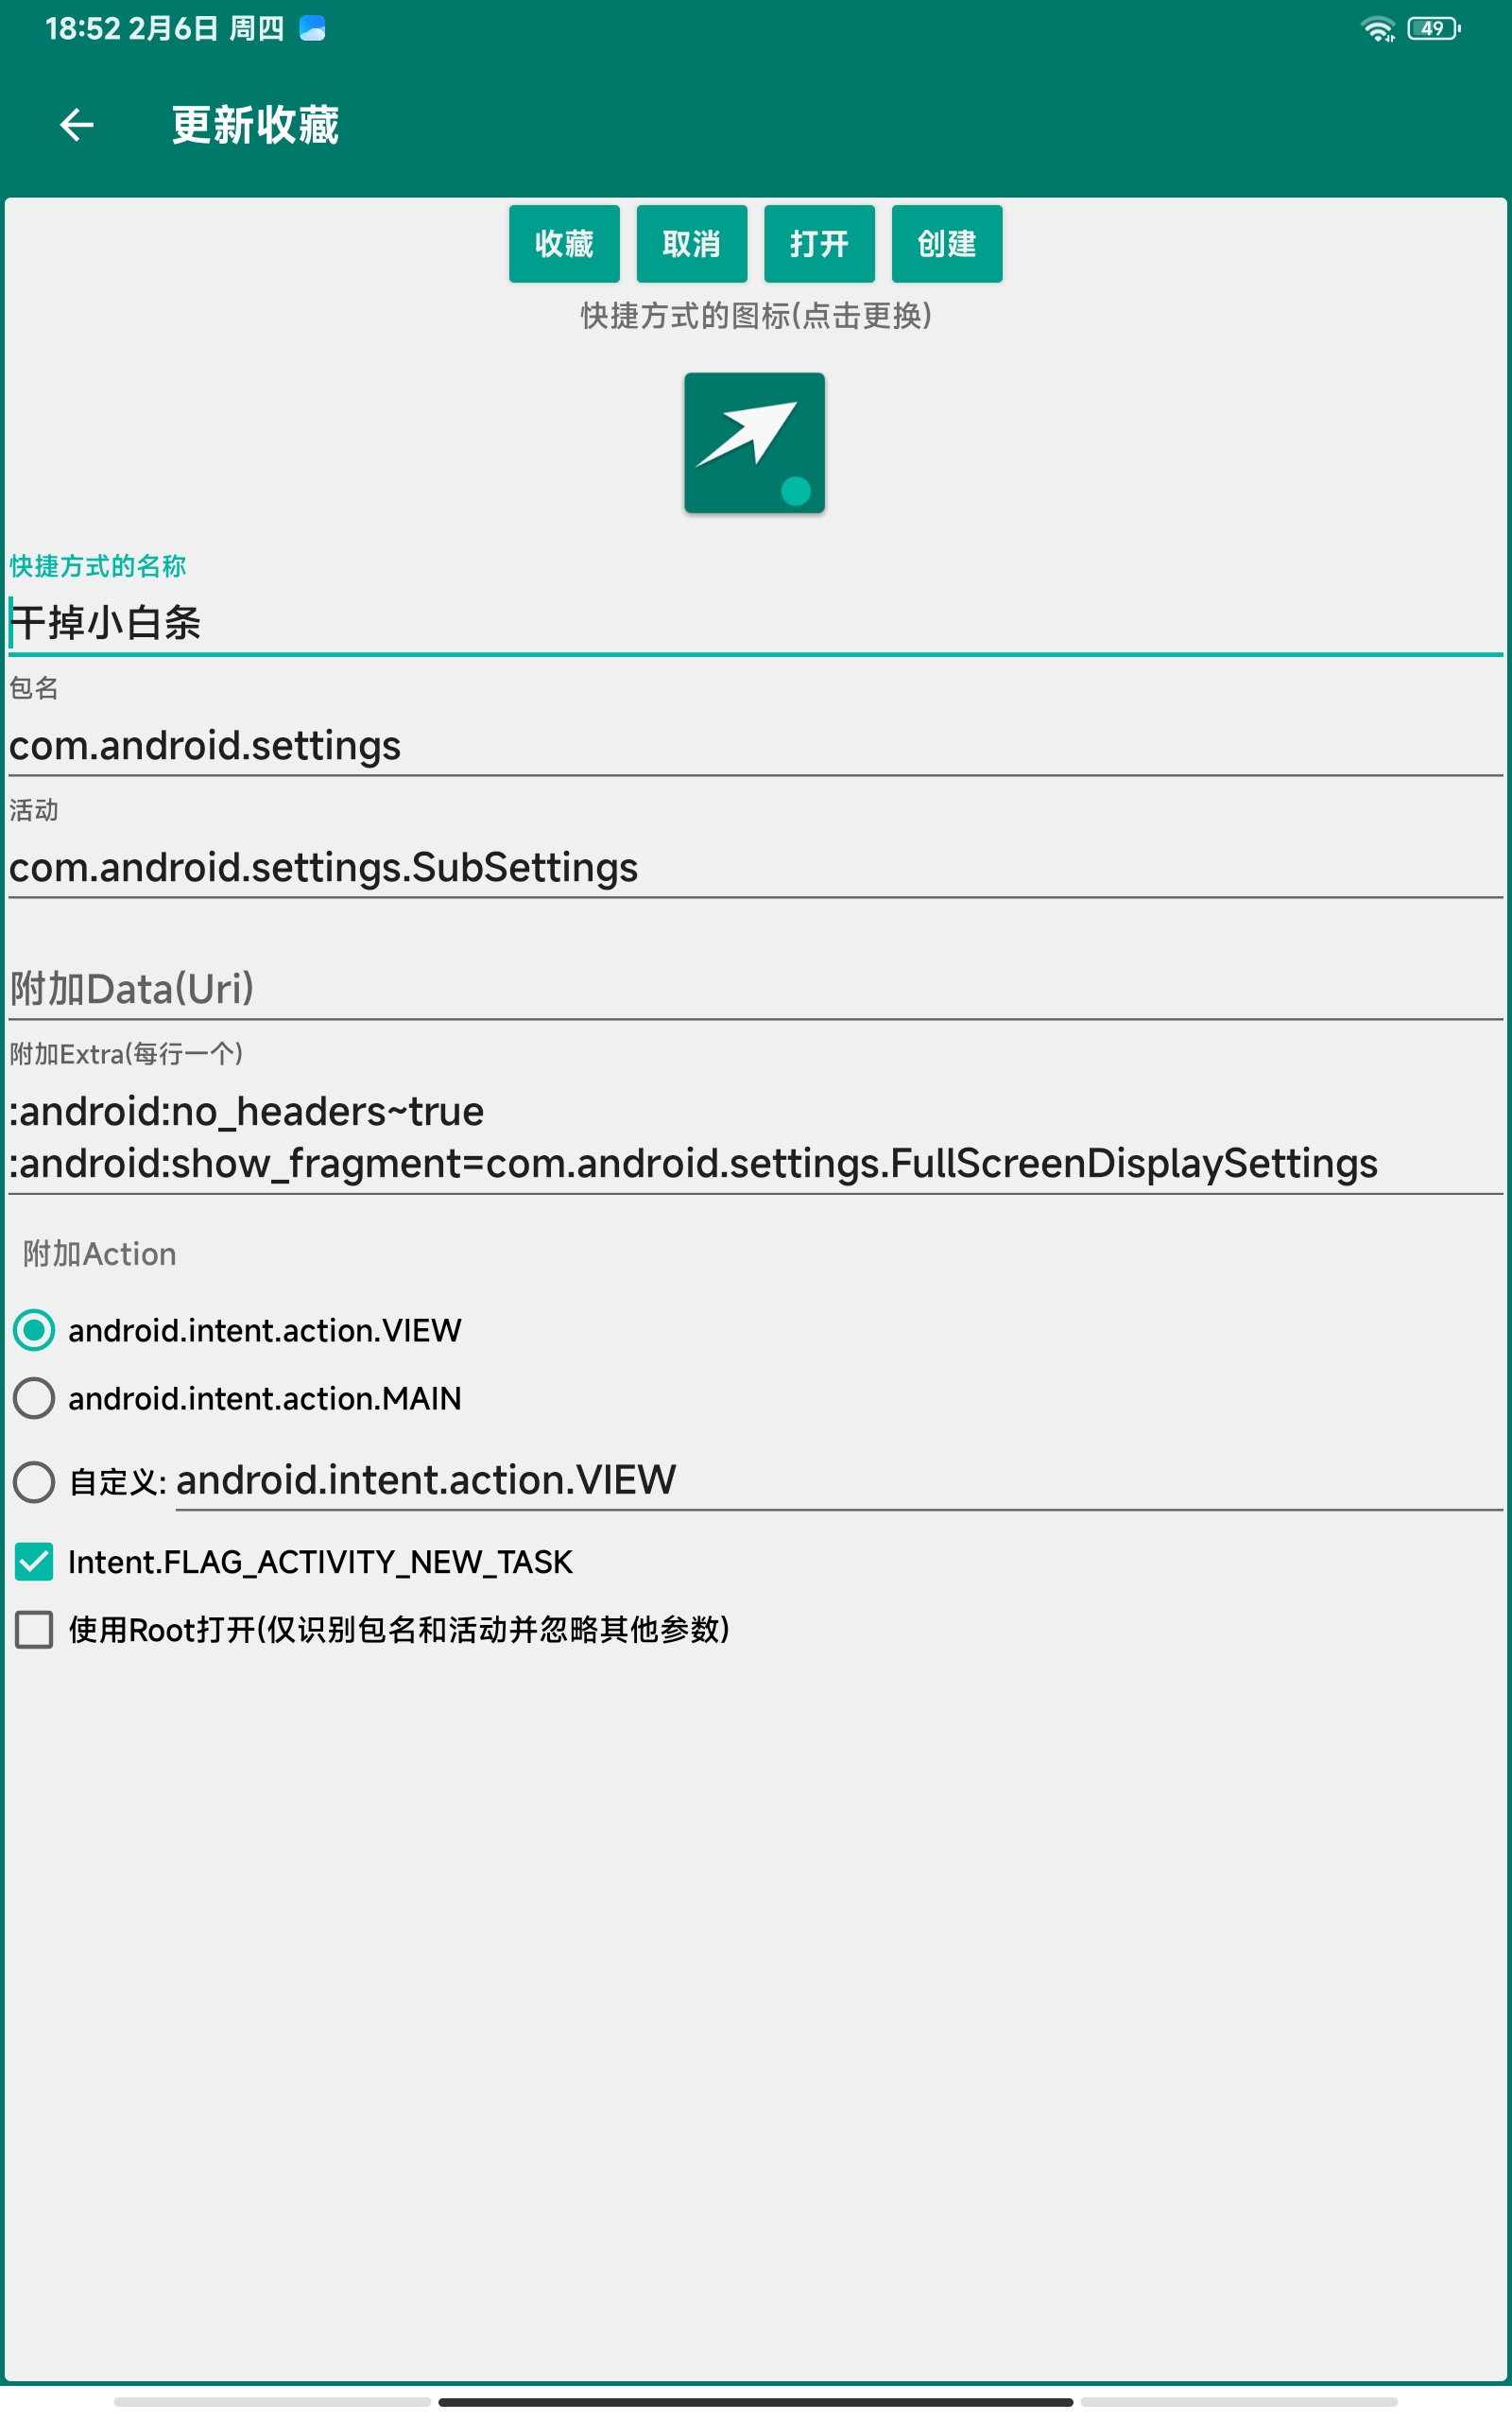 18:52 2月6日 周四
49
更新收藏
收藏 取消 打开 创建
快捷方式的图标(点击更换)
快捷方式的名称
干掉小白条
包名
com.android.settings
活动
com.android.settings.SubSettings
附加Data(Uri)
附加Extra(每行一个)
:android:no_headers~true
:android:show_fragment=com.android.settings.FullScreenDisplaySettings
附加Action
android.intent.action.VIEW
android.intent.action.MAIN
自定义: android.intent.action.VIEW
Intent.FLAG_ACTIVITY_NEW_TASK
使用Root打开(仅识别包名和活动并忽略其他参数)